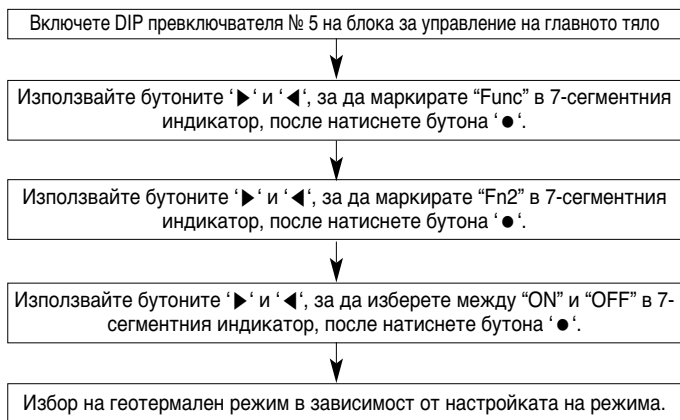 Включете DIP превключвателя № 5 на блока за управление на главното тяло
Използвайте бутоните ‘▶‘ и ‘◀‘, за да маркирате “Func” в 7-сегментния
индикатор, после натиснете бутона ‘●‘.
Използвайте бутоните ‘▶‘ и ‘◀‘, за да маркирате “Fn2” в 7-сегментния
индикатор, после натиснете бутона ‘●‘.
Използвайте бутоните ‘▶‘ и ‘◀‘, за да изберете между “ON” и “OFF” в 7-
сегментния индикатор, после натиснете бутона ‘●‘.
Избор на геотермален режим в зависимост от настройката на режима.